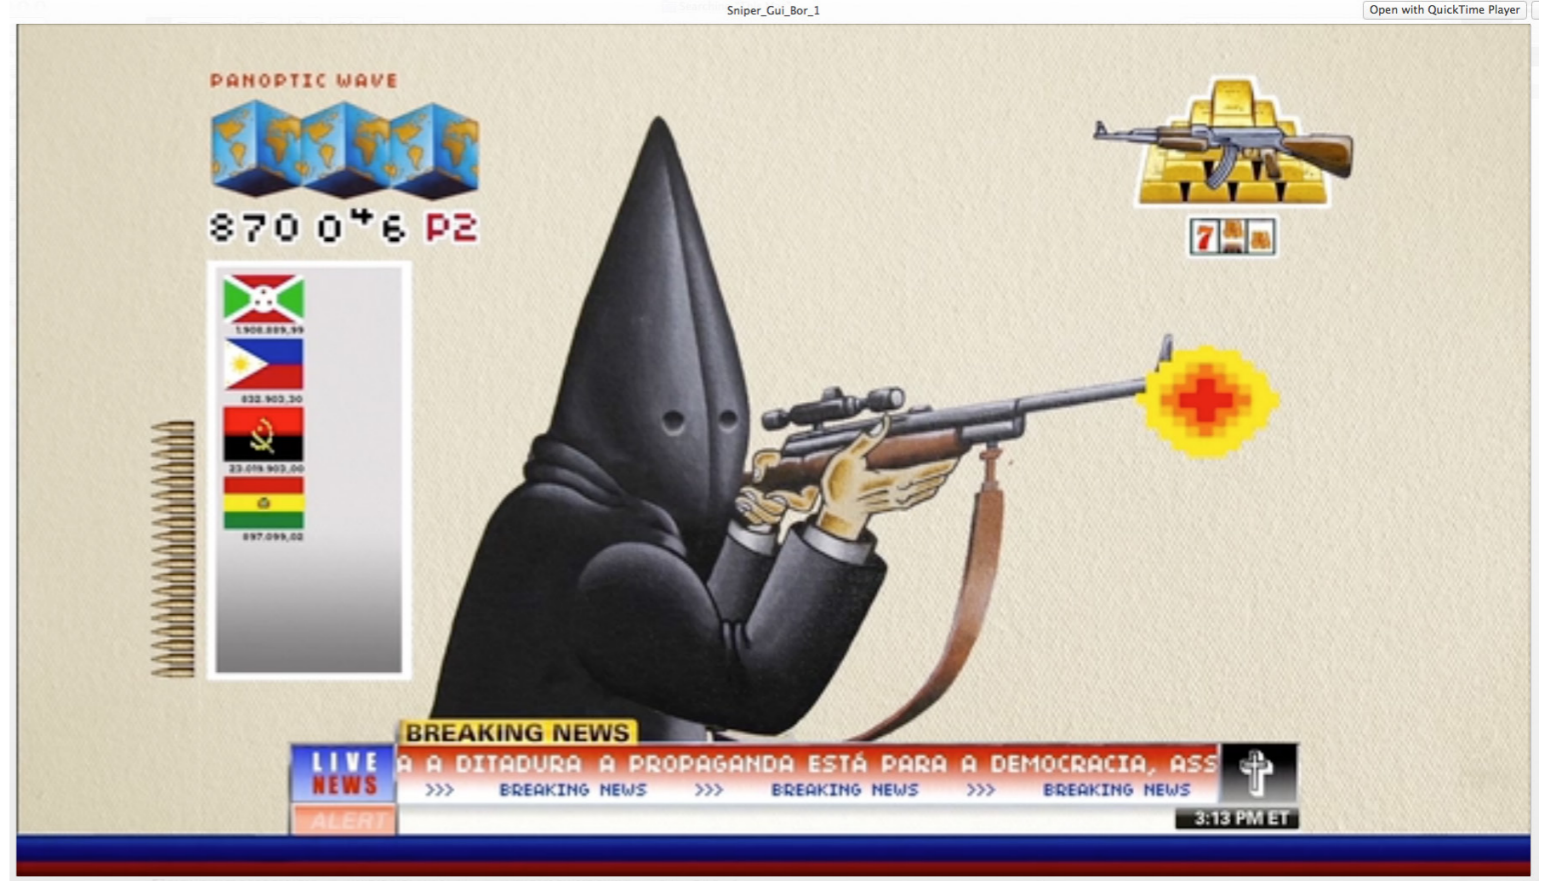 Sniper_Gui_Bor_1
Open with QuickTime Player
PANOPTIC WAVE
870 046 P2
7
1.900.889,99
832.903,30
23.019.903,00
897.099,02
BREAKING NEWS
LIVE NEWS
A A DITADURA A PROPAGANDA ESTÁ PARA A DEMOCRACIA, ASS
>>> BREAKING NEWS >>> BREAKING NEWS >>> BREAKING NEWS
ALERT
3:13 PM ET